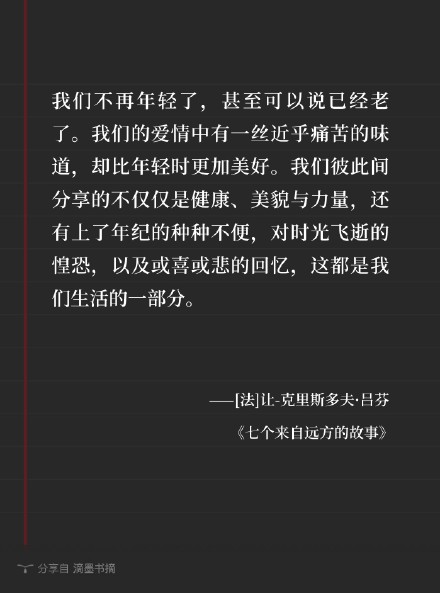 我们不再年轻了，甚至可以说已经老
了。我们的爱情中有一丝近乎痛苦的味
道，却比年轻时更加美好。我们彼此间
分享的不仅仅是健康、美貌与力量，还
有上了年纪的种种不便，对时光飞逝的
惶恐，以及或喜或悲的回忆，这都是我
们生活的一部分。
——[法]让-克里斯多夫·吕芬
《七个来自远方的故事》
分享自 滴墨书摘